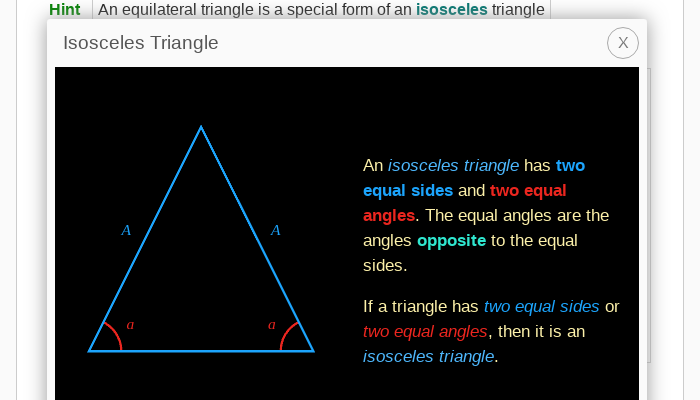 Hint An equilateral triangle is a special form of an isosceles triangle
Isosceles Triangle X
An isosceles triangle has two
equal sides and two equal
angles. The equal angles are the
angles opposite to the equal
sides.
If a triangle has two equal sides or
two equal angles, then it is an
isosceles triangle.
A A
a a